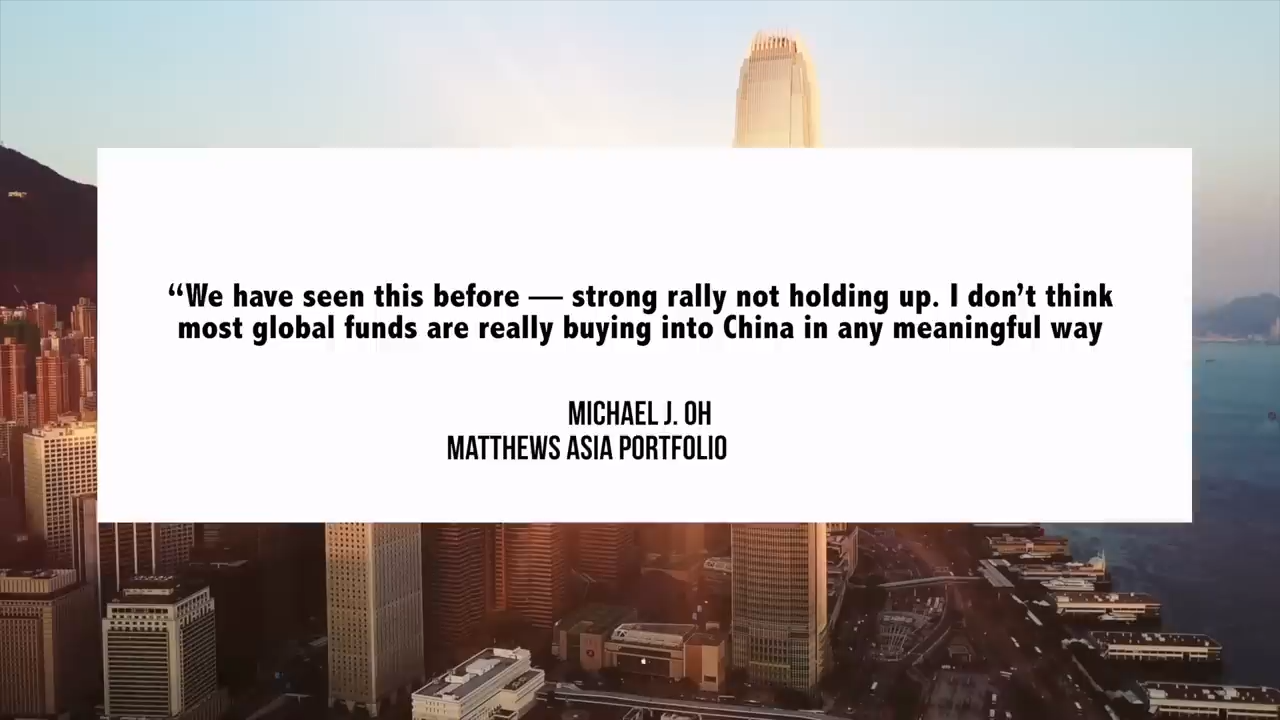 “We have seen this before — strong rally not holding up. I don’t think
most global funds are really buying into China in any meaningful way
MICHAEL J. OH
MATTHEWS ASIA PORTFOLIO